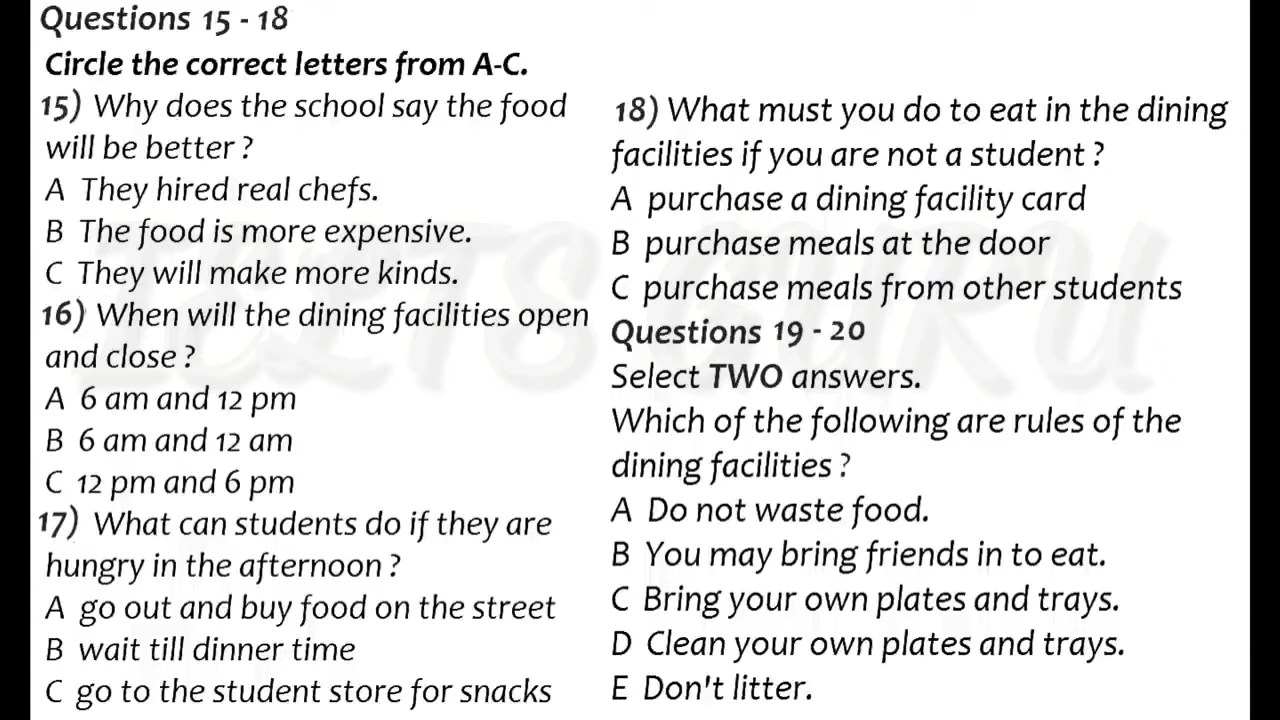 Questions 15 - 18
Circle the correct letters from A-C.
15) Why does the school say the food
will be better ?
A They hired real chefs.
B The food is more expensive.
C They will make more kinds.
16) When will the dining facilities open
and close ?
A 6 am and 12 pm
B 6 am and 12 am
C 12 pm and 6 pm
17) What can students do if they are
hungry in the afternoon ?
A go out and buy food on the street
B wait till dinner time
C go to the student store for snacks
18) What must you do to eat in the dining
facilities if you are not a student ?
A purchase a dining facility card
B purchase meals at the door
C purchase meals from other students
Questions 19 - 20
Select TWO answers.
Which of the following are rules of the
dining facilities ?
A Do not waste food.
B You may bring friends in to eat.
C Bring your own plates and trays.
D Clean your own plates and trays.
E Don't litter.
IELTS GURU